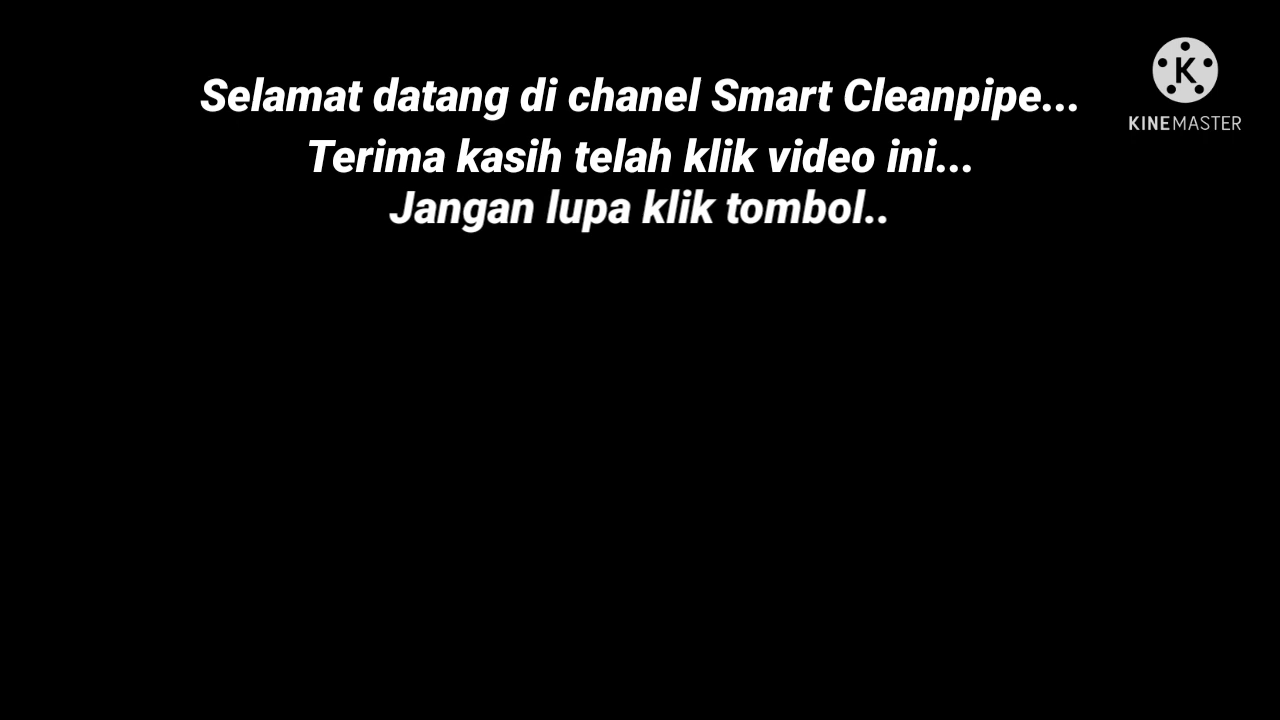 Selamat datang di chanel Smart Cleanpipe...
Terima kasih telah klik video ini...
Jangan lupa klik tombol..
K
KINEMASTER